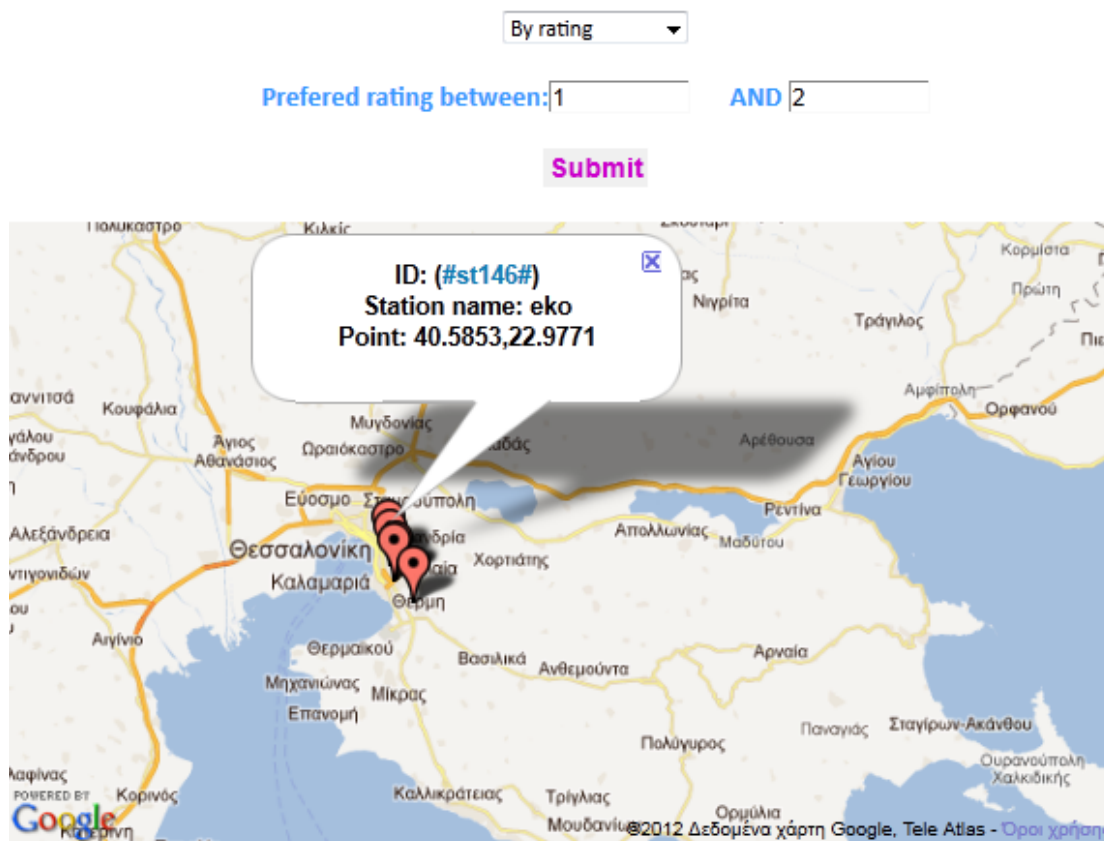 By rating
Prefered rating between: 1 AND 2
Submit
Πολύκαστρο
Κιλκίς
ID: (#st146#)
Station name: eko
Point: 40.5853,22.9771
Κορμίστα
Πρώτη
Νιγρίτα
Τράγιλος
Αμφίπολη
Ορφανού
Κουφάλια
Μυγδονίας
Άγιος
Αθανάσιος
Ωραιόκαστρο
Αρέθουσα
Αγίου
Γεωργίου
Εύοσμο
Ρεντίνα
Αλεξάνδρεια
Απολλωνίας
Μαδύτου
Θεσσαλονίκη
Χορτιάτης
Καλαμαριά
Θέρμη
Αιγίνιο
Θερμαϊκού
Βασιλικά
Ανθεμούντα
Αρναία
Μηχανιώνας
Μίκρας
Επανομή
Παναγιάς
Σταγίρων-Ακάνθου
Πολύγυρος
Ουρανούπολη
Χαλκιδικής
POWERED BY
Google
Κορινός
Καλλικράτειας
Τρίγλιας
Ορμύλια
Κατερίνη
©2012 Δεδομένα χάρτη Google, Tele Atlas - Όροι χρήσης